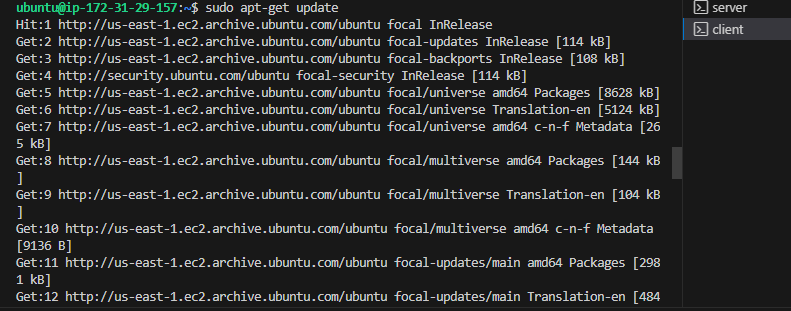 ubuntu@ip-172-31-29-157:~$ sudo apt-get update
Hit:1 http://us-east-1.ec2.archive.ubuntu.com/ubuntu focal InRelease
Get:2 http://us-east-1.ec2.archive.ubuntu.com/ubuntu focal-updates InRelease [114 kB]
Get:3 http://us-east-1.ec2.archive.ubuntu.com/ubuntu focal-backports InRelease [108 kB]
Get:4 http://security.ubuntu.com/ubuntu focal-security InRelease [114 kB]
Get:5 http://us-east-1.ec2.archive.ubuntu.com/ubuntu focal/universe amd64 Packages [8628 kB]
Get:6 http://us-east-1.ec2.archive.ubuntu.com/ubuntu focal/universe Translation-en [5124 kB]
Get:7 http://us-east-1.ec2.archive.ubuntu.com/ubuntu focal/universe amd64 c-n-f Metadata [26
5 kB]
Get:8 http://us-east-1.ec2.archive.ubuntu.com/ubuntu focal/multiverse amd64 Packages [144 kB
]
Get:9 http://us-east-1.ec2.archive.ubuntu.com/ubuntu focal/multiverse Translation-en [104 kB
]
Get:10 http://us-east-1.ec2.archive.ubuntu.com/ubuntu focal/multiverse amd64 c-n-f Metadata
[9136 B]
Get:11 http://us-east-1.ec2.archive.ubuntu.com/ubuntu focal-updates/main amd64 Packages [298
1 kB]
Get:12 http://us-east-1.ec2.archive.ubuntu.com/ubuntu focal-updates/main Translation-en [484
server
client